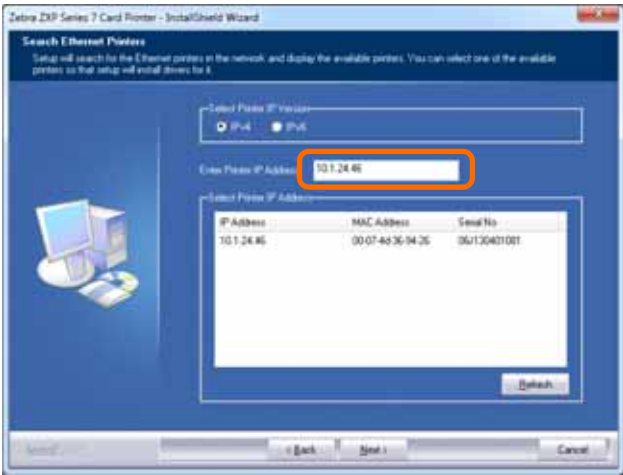 Zebra ZXP Series 7 Card Printer - InstallShield Wizard
Search Ethernet Printers
Setup will search for the Ethernet printers in the network and display the available printers. You can select one of the available
printers so that setup will install drivers for it.
Select Printer IP Version
IPv4 IPv6
Enter Printer IP Address 10.1.24.46
Select Printer IP Address
IP Address MAC Address Serial No
10.1.24.46 00-07-4d-36-94-26 06J130401081
Refresh
< Back Next > Cancel